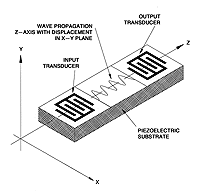 WAVE PROPAGATION
Z-AXIS WITH DISPLACEMENT
IN X-Y PLANE
OUTPUT
TRANSDUCER
Y
Z
INPUT
TRANSDUCER
PIEZOELECTRIC
SUBSTRATE
X